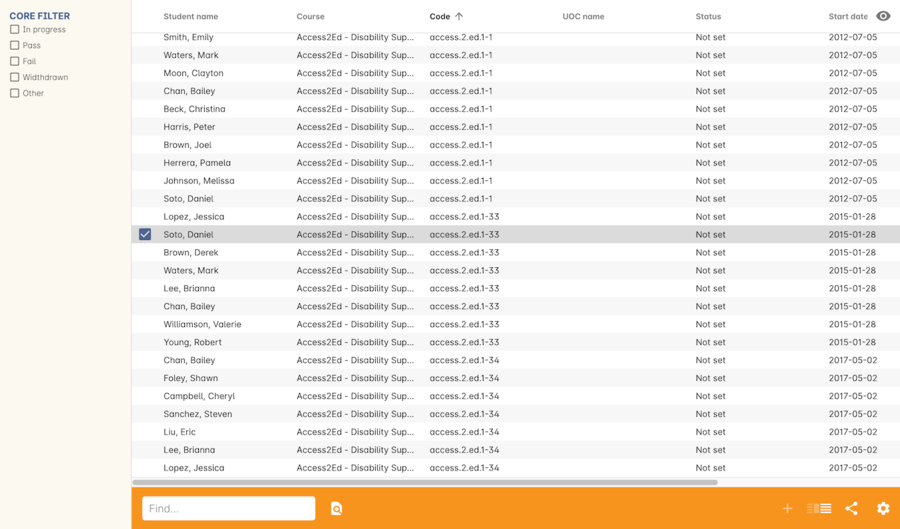 CORE FILTER
In progress
Pass
Fail
Widthdrawn
Other
Student name Course Code UOC name Status Start date
Smith, Emily Access2Ed - Disability Sup... access.2.ed.1-1 Not set 2012-07-05
Waters, Mark Access2Ed - Disability Sup... access.2.ed.1-1 Not set 2012-07-05
Moon, Clayton Access2Ed - Disability Sup... access.2.ed.1-1 Not set 2012-07-05
Chan, Bailey Access2Ed - Disability Sup... access.2.ed.1-1 Not set 2012-07-05
Beck, Christina Access2Ed - Disability Sup... access.2.ed.1-1 Not set 2012-07-05
Harris, Peter Access2Ed - Disability Sup... access.2.ed.1-1 Not set 2012-07-05
Brown, Joel Access2Ed - Disability Sup... access.2.ed.1-1 Not set 2012-07-05
Herrera, Pamela Access2Ed - Disability Sup... access.2.ed.1-1 Not set 2012-07-05
Johnson, Melissa Access2Ed - Disability Sup... access.2.ed.1-1 Not set 2012-07-05
Soto, Daniel Access2Ed - Disability Sup... access.2.ed.1-1 Not set 2012-07-05
Lopez, Jessica Access2Ed - Disability Sup... access.2.ed.1-33 Not set 2015-01-28
Soto, Daniel Access2Ed - Disability Sup... access.2.ed.1-33 Not set 2015-01-28
Brown, Derek Access2Ed - Disability Sup... access.2.ed.1-33 Not set 2015-01-28
Waters, Mark Access2Ed - Disability Sup... access.2.ed.1-33 Not set 2015-01-28
Lee, Brianna Access2Ed - Disability Sup... access.2.ed.1-33 Not set 2015-01-28
Chan, Bailey Access2Ed - Disability Sup... access.2.ed.1-33 Not set 2015-01-28
Williamson, Valerie Access2Ed - Disability Sup... access.2.ed.1-33 Not set 2015-01-28
Young, Robert Access2Ed - Disability Sup... access.2.ed.1-33 Not set 2015-01-28
Chan, Bailey Access2Ed - Disability Sup... access.2.ed.1-34 Not set 2017-05-02
Foley, Shawn Access2Ed - Disability Sup... access.2.ed.1-34 Not set 2017-05-02
Campbell, Cheryl Access2Ed - Disability Sup... access.2.ed.1-34 Not set 2017-05-02
Sanchez, Steven Access2Ed - Disability Sup... access.2.ed.1-34 Not set 2017-05-02
Liu, Eric Access2Ed - Disability Sup... access.2.ed.1-34 Not set 2017-05-02
Lee, Brianna Access2Ed - Disability Sup... access.2.ed.1-34 Not set 2017-05-02
Lopez, Jessica Access2Ed - Disability Sup... access.2.ed.1-34 Not set 2017-05-02
Find...